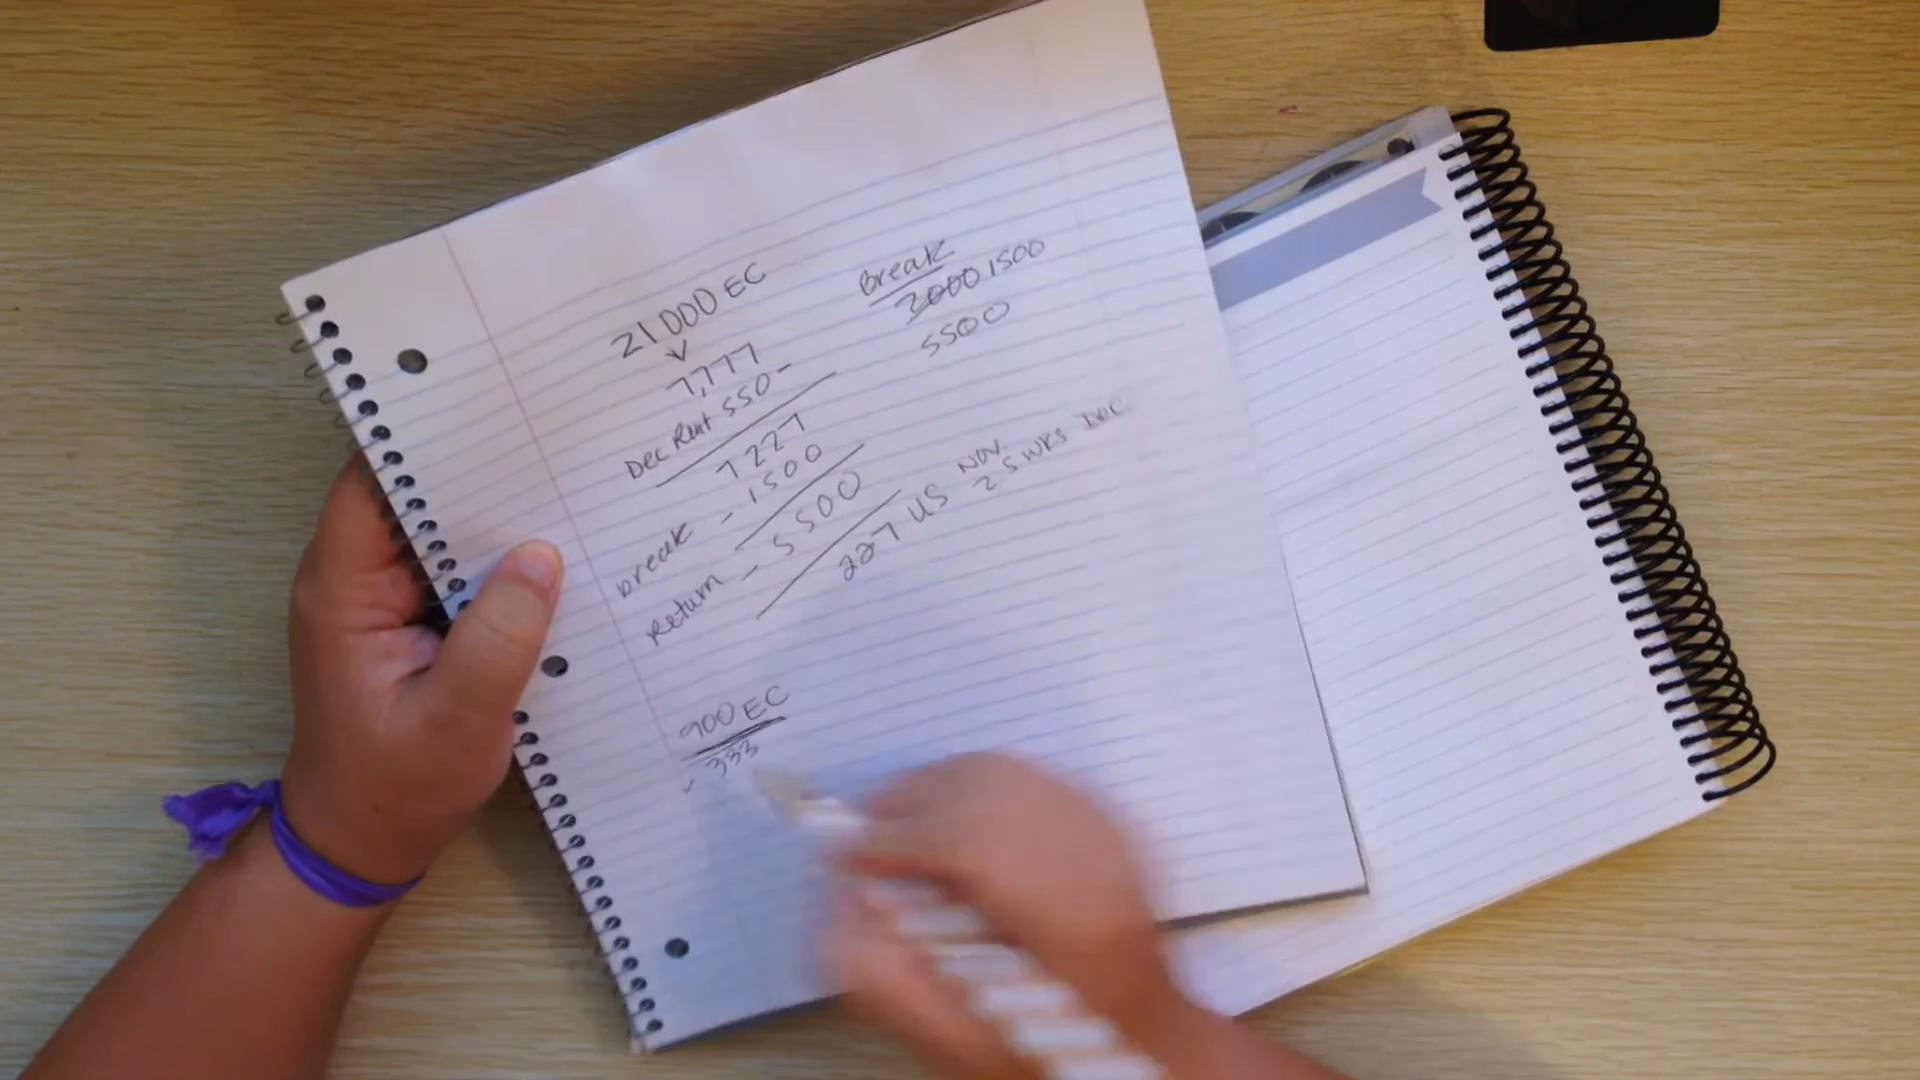 21000 EC
7,777
Dec Rent 550 -
7227
break - 1500
Return - 5500
227 US
Nov.
2.5 wks Dec
Break
2000 1500
5500
900 EC
333